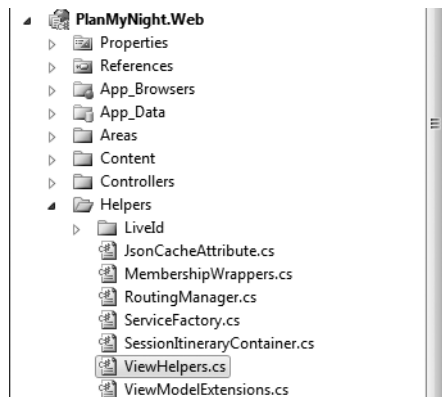 PlanMyNight.Web
Properties
References
App_Browsers
App_Data
Areas
Content
Controllers
Helpers
LiveId
JsonCacheAttribute.cs
MembershipWrappers.cs
RoutingManager.cs
ServiceFactory.cs
SessionItineraryContainer.cs
ViewHelpers.cs
ViewModelExtensions.cs